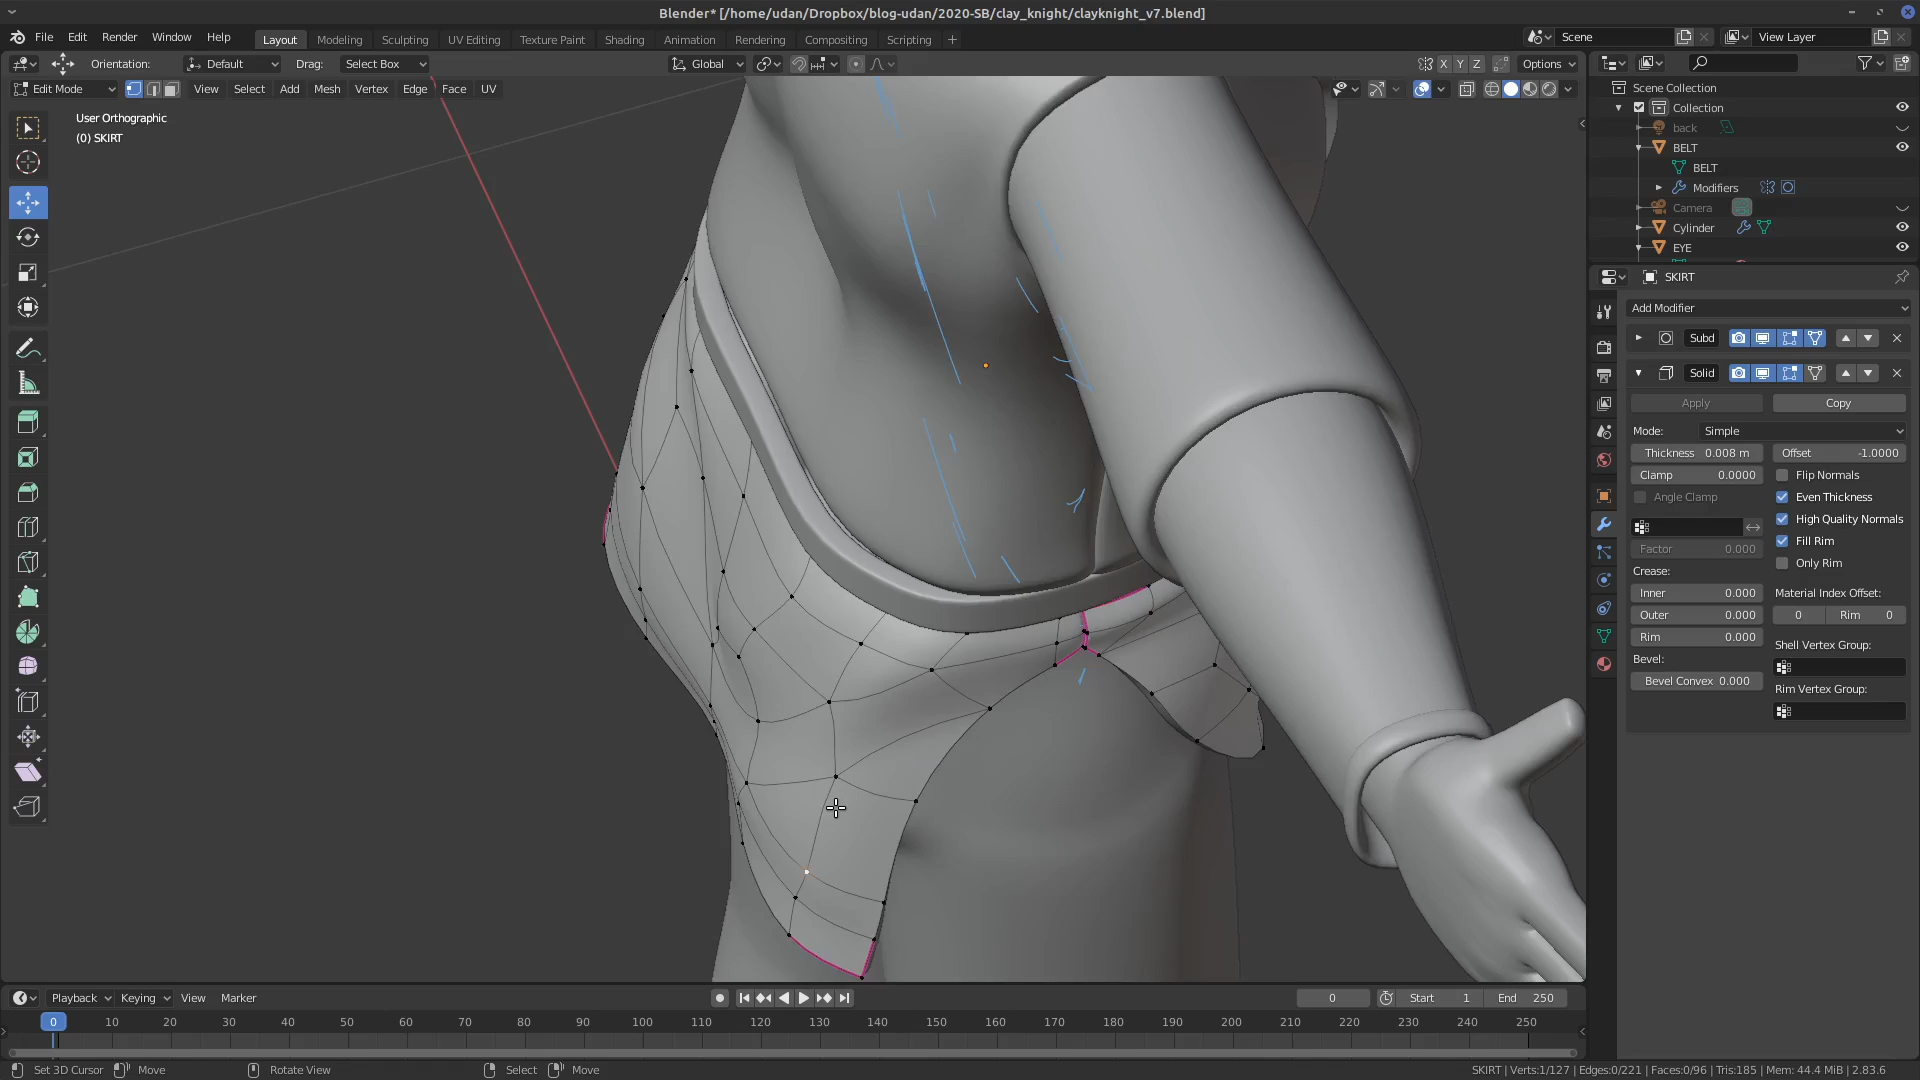 Blender* [/home/udan/Dropbox/blog-udan/2020-SB/clay_knight/clayknight_v7.blend]
File Edit Render Window Help Layout Modeling Sculpting UV Editing Texture Paint Shading Animation Rendering Compositing Scripting + Scene View Layer
Orientation: Default Drag: Select Box Global X Y Z Options
Edit Mode View Select Add Mesh Vertex Edge Face UV
User Orthographic
(0) SKIRT
Scene Collection
Collection
back
BELT
BELT
Modifiers
Camera
Cylinder
EYE
SKIRT
Add Modifier
Subd
Solid
Apply Copy
Mode: Simple
Thickness 0.008 m Offset -1.0000
Clamp 0.0000 Flip Normals
Angle Clamp Even Thickness
High Quality Normals
Factor 0.000 Fill Rim
Crease: Only Rim
Inner 0.000 Material Index Offset:
Outer 0.000 0 Rim 0
Rim 0.000 Shell Vertex Group:
Bevel:
Bevel Convex 0.000 Rim Vertex Group:
Playback Keying View Marker 0 Start 1 End 250
0 10 20 30 40 50 60 70 80 90 100 110 120 130 140 150 160 170 180 190 200 210 220 230 240 250
Set 3D Cursor Move Rotate View Select Move SKIRT | Verts:1/127 | Edges:0/221 | Faces:0/96 | Tris:185 | Mem: 44.4 MiB | 2.83.6